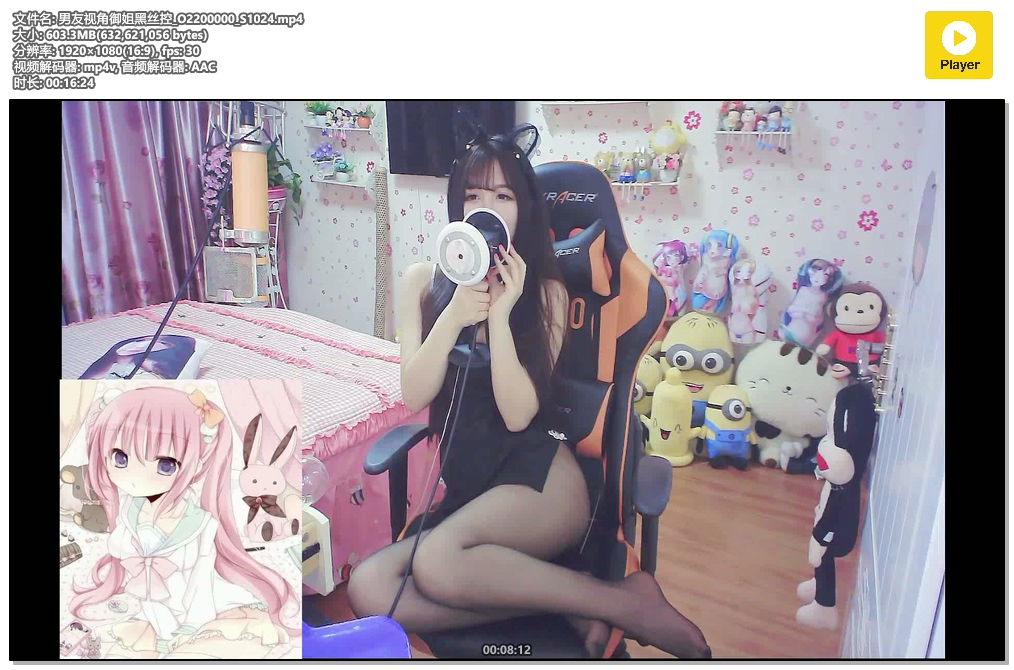 文件名: 男友视角御姐黑丝控_O2200000_S1024.mp4
大小: 603.3MB(632,621,056 bytes)
分辨率: 1920×1080(16:9), fps: 30
视频解码器: mp4v, 音频解码器: AAC
时长: 00:16:24
Player
RACER
00:08:12